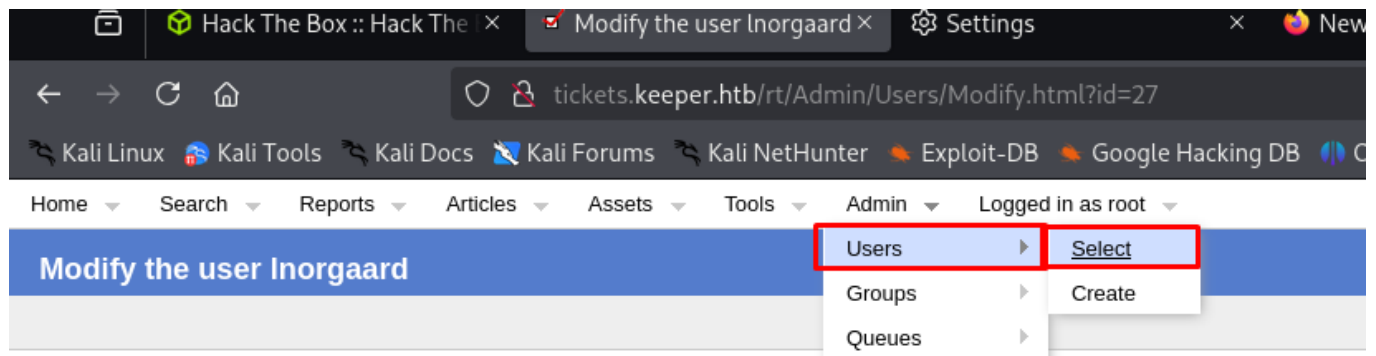 Hack The Box :: Hack The Modify the user lnorgaard Settings New
tickets.keeper.htb/rt/Admin/Users/Modify.html?id=27
Kali Linux Kali Tools Kali Docs Kali Forums Kali NetHunter Exploit-DB Google Hacking DB
Home Search Reports Articles Assets Tools Admin Logged in as root
Modify the user lnorgaard
Users Select
Groups Create
Queues